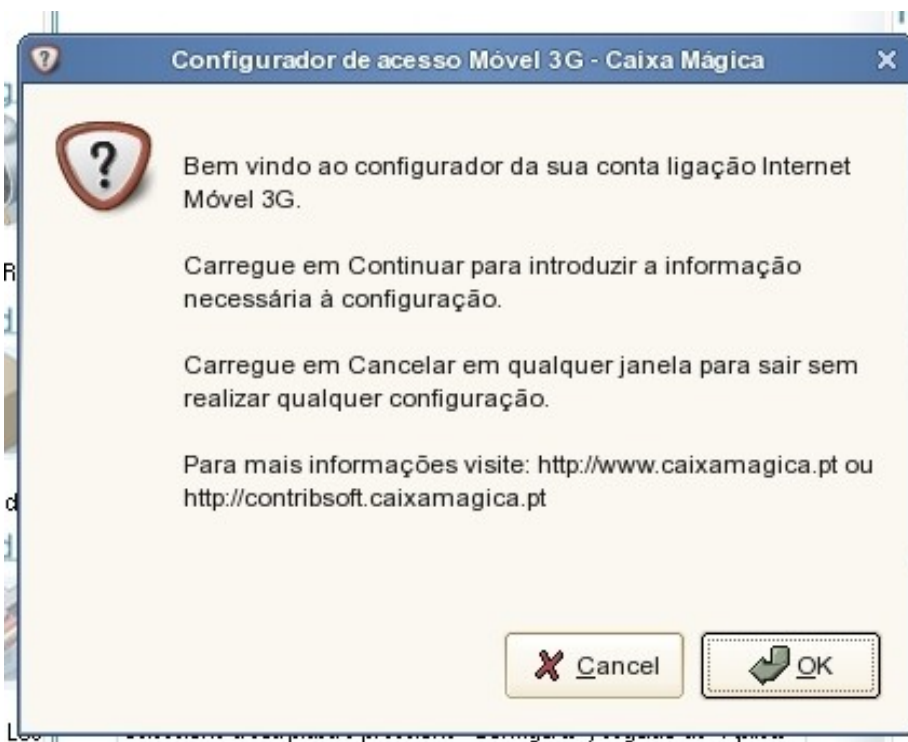 Configurador de acesso Móvel 3G - Caixa Mágica
Bem vindo ao configurador da sua conta ligação Internet
Móvel 3G.
Carregue em Continuar para introduzir a informação
necessária à configuração.
Carregue em Cancelar em qualquer janela para sair sem
realizar qualquer configuração.
Para mais informações visite: http://www.caixamagica.pt ou
http://contribsoft.caixamagica.pt
Cancel
OK